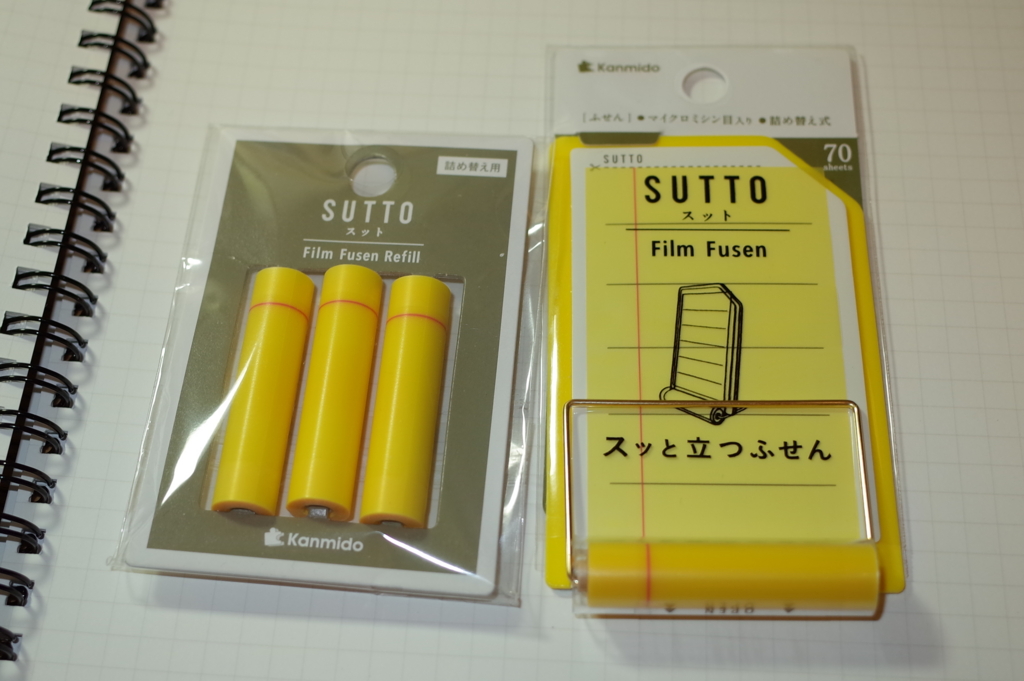 詰め替え用
SUTTO
スット
Film Fusen Refill
Kanmido
Kanmido
[ふせん] ● マイクロミシン目入り ● 詰め替え式
70
sheets
SUTTO
SUTTO
スット
Film Fusen
スッと立つふせん
OPEN